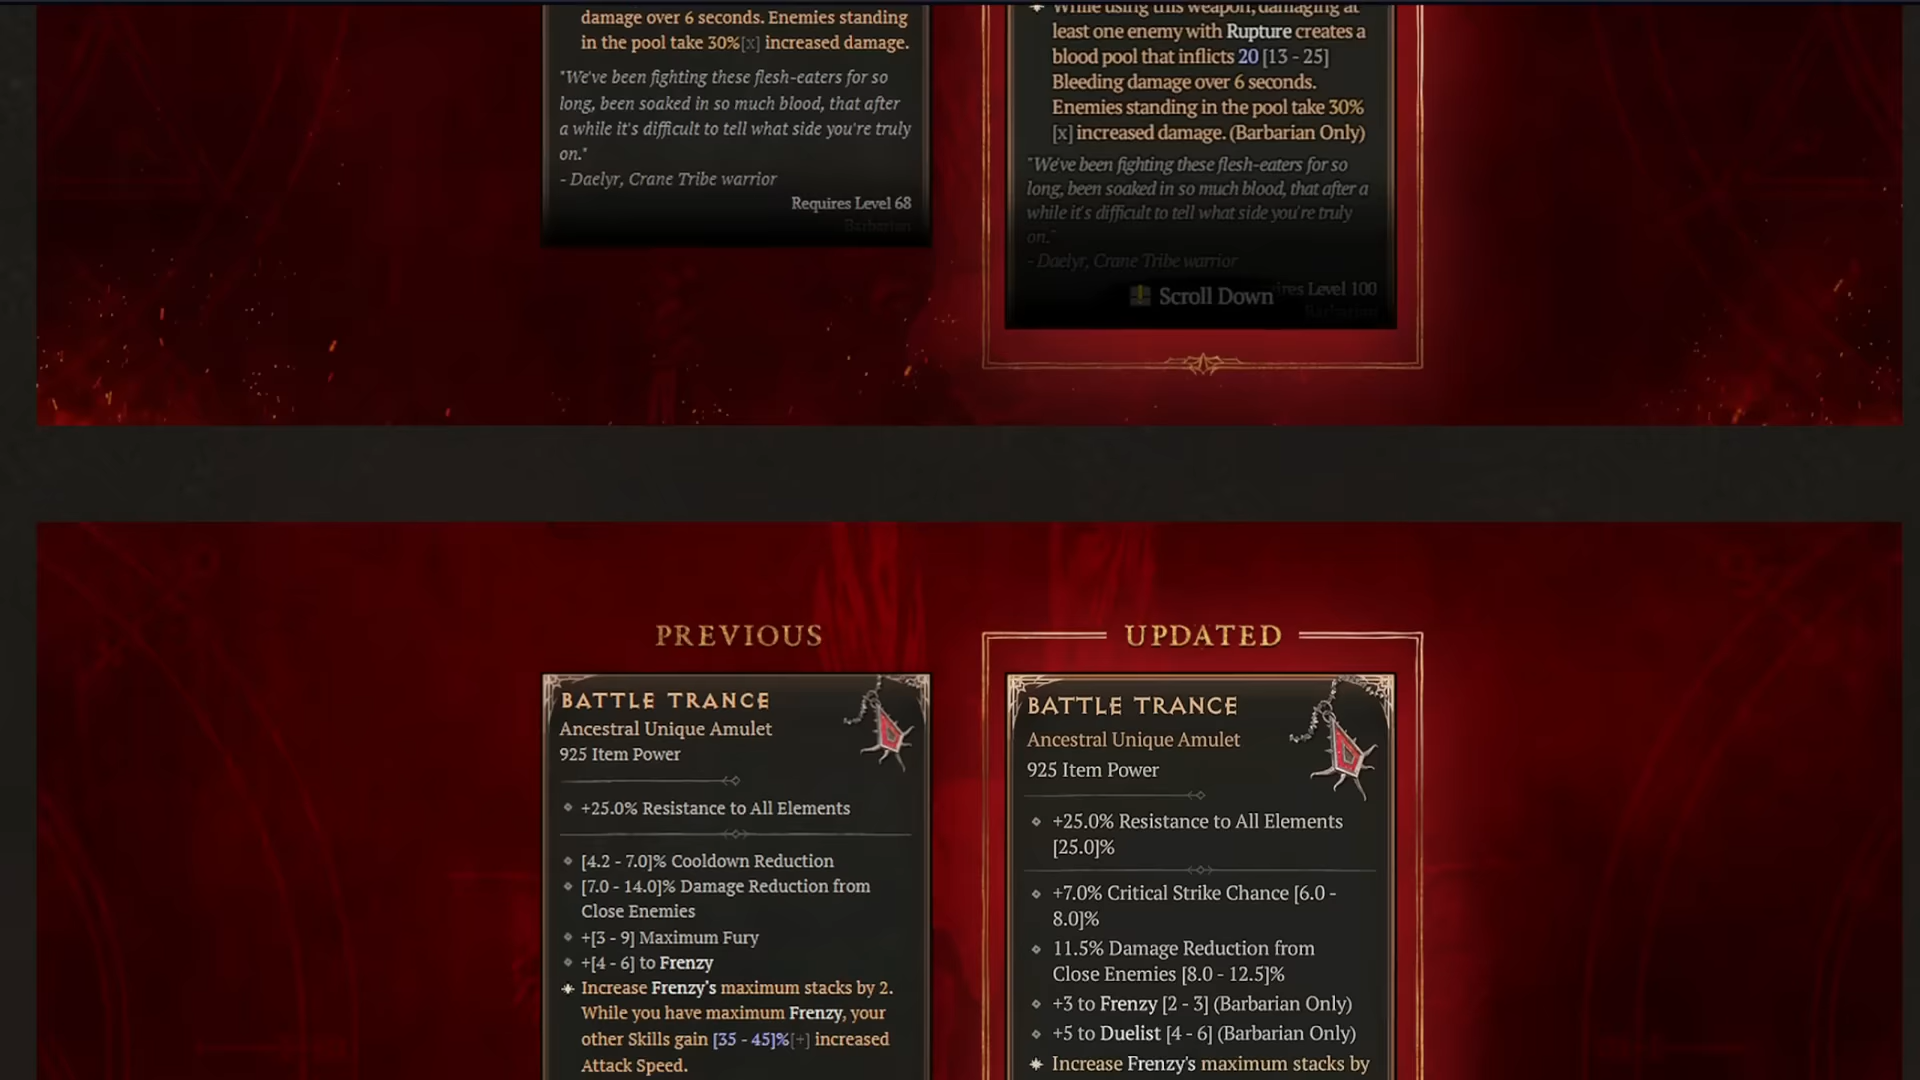 damage over 6 seconds. Enemies standing
in the pool take 30%[x] increased damage.
"We've been fighting these flesh-eaters for so
long, been soaked in so much blood, that after
a while it's difficult to tell what side you're truly
on."
- Daelyr, Crane Tribe warrior
Requires Level 68
Barbarian
While using this weapon, damaging at
least one enemy with Rupture creates a
blood pool that inflicts 20 [13 - 25]
Bleeding damage over 6 seconds.
Enemies standing in the pool take 30%
[x] increased damage. (Barbarian Only)
"We've been fighting these flesh-eaters for so
long, been soaked in so much blood, that after a
while it's difficult to tell what side you're truly
on."
- Daelyr, Crane Tribe warrior
Scroll Down
ires Level 100
Barbarian
PREVIOUS
BATTLE TRANCE
Ancestral Unique Amulet
925 Item Power
+25.0% Resistance to All Elements
[4.2 - 7.0]% Cooldown Reduction
[7.0 - 14.0]% Damage Reduction from
Close Enemies
+[3 - 9] Maximum Fury
+[4 - 6] to Frenzy
Increase Frenzy's maximum stacks by 2.
While you have maximum Frenzy, your
other Skills gain [35 - 45]%[+] increased
Attack Speed.
UPDATED
BATTLE TRANCE
Ancestral Unique Amulet
925 Item Power
+25.0% Resistance to All Elements
[25.0]%
+7.0% Critical Strike Chance [6.0 -
8.0]%
11.5% Damage Reduction from
Close Enemies [8.0 - 12.5]%
+3 to Frenzy [2 - 3] (Barbarian Only)
+5 to Duelist [4 - 6] (Barbarian Only)
Increase Frenzy's maximum stacks by